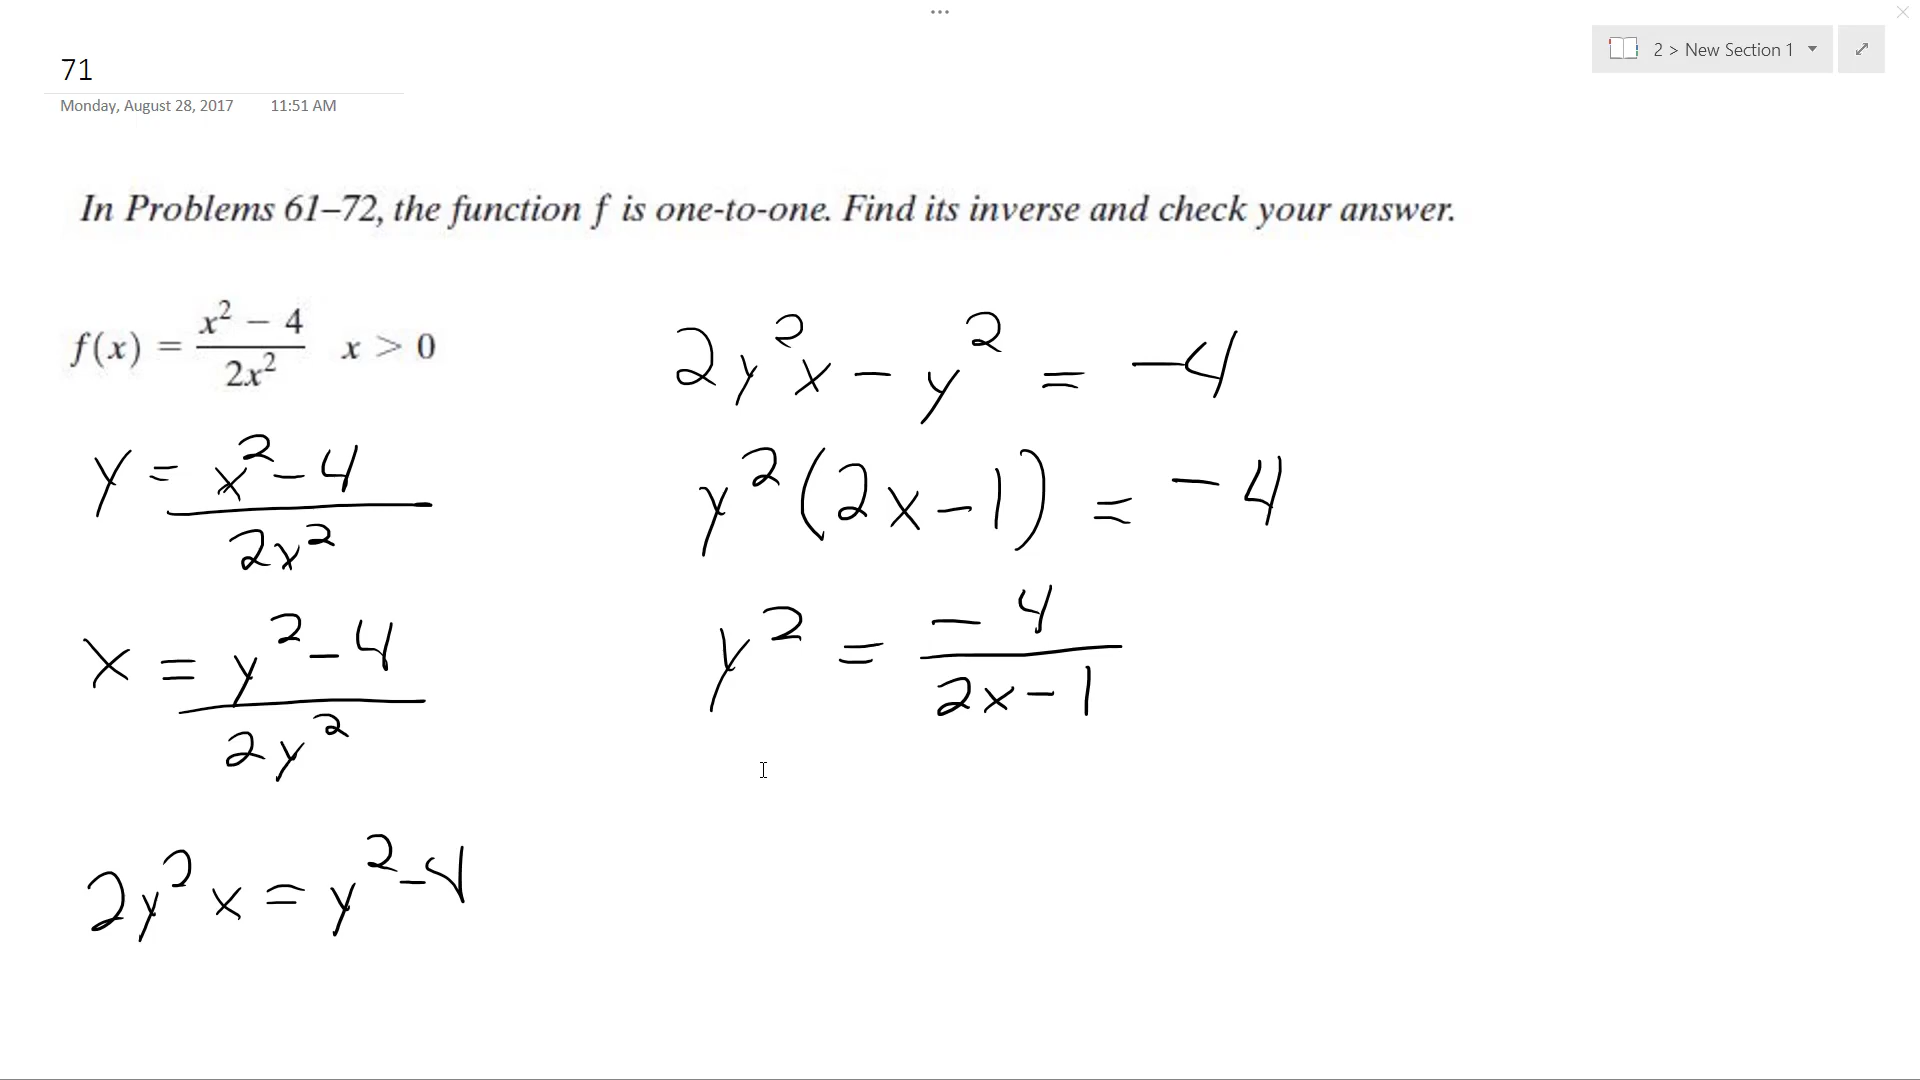 ...
2 > New Section 1
71
Monday, August 28, 2017 11:51 AM
In Problems 61–72, the function f is one-to-one. Find its inverse and check your answer.
f(x) = (x² − 4)/(2x²) x > 0
y = (x² − 4)/(2x²)
x = (y² − 4)/(2y²)
2y²x = y² − 4
2y²x − y² = −4
y²(2x − 1) = −4
y² = −4/(2x − 1)